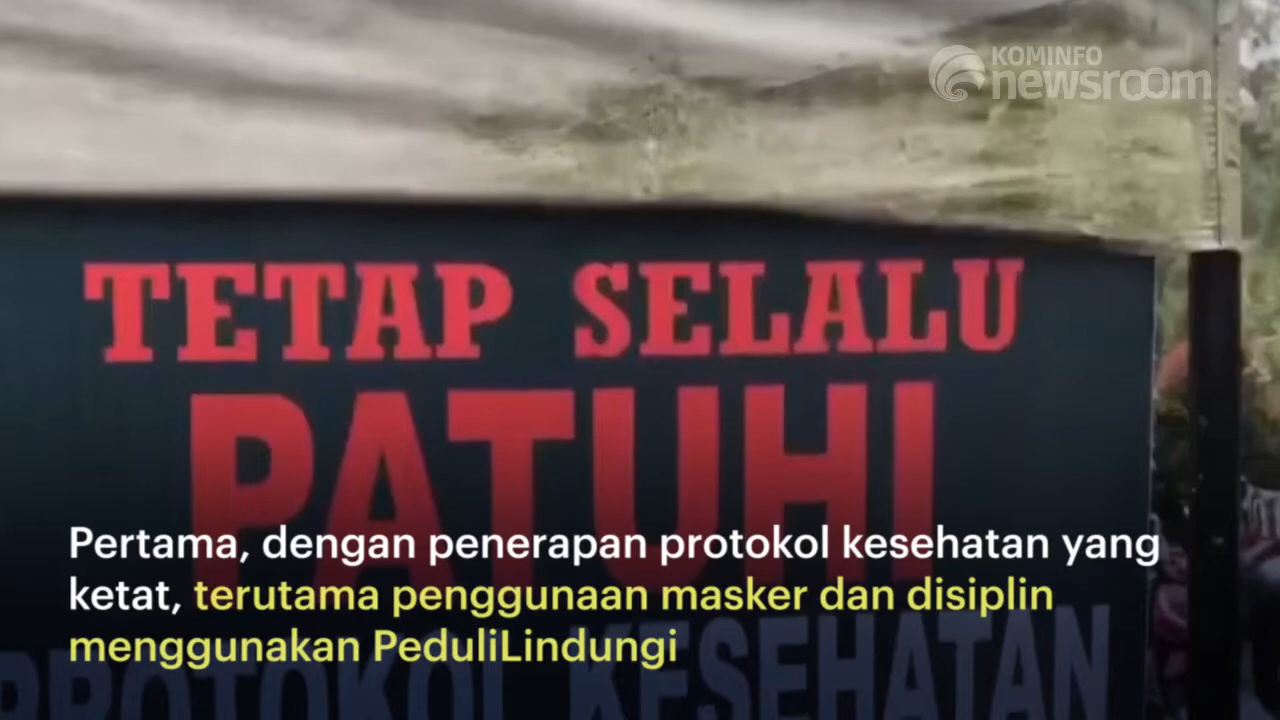 KOMINFO
newsroom
TETAP SELALU
PATUHI
Pertama, dengan penerapan protokol kesehatan yang
ketat, terutama penggunaan masker dan disiplin
menggunakan PeduliLindungi
PROTOKOL KESEHATAN